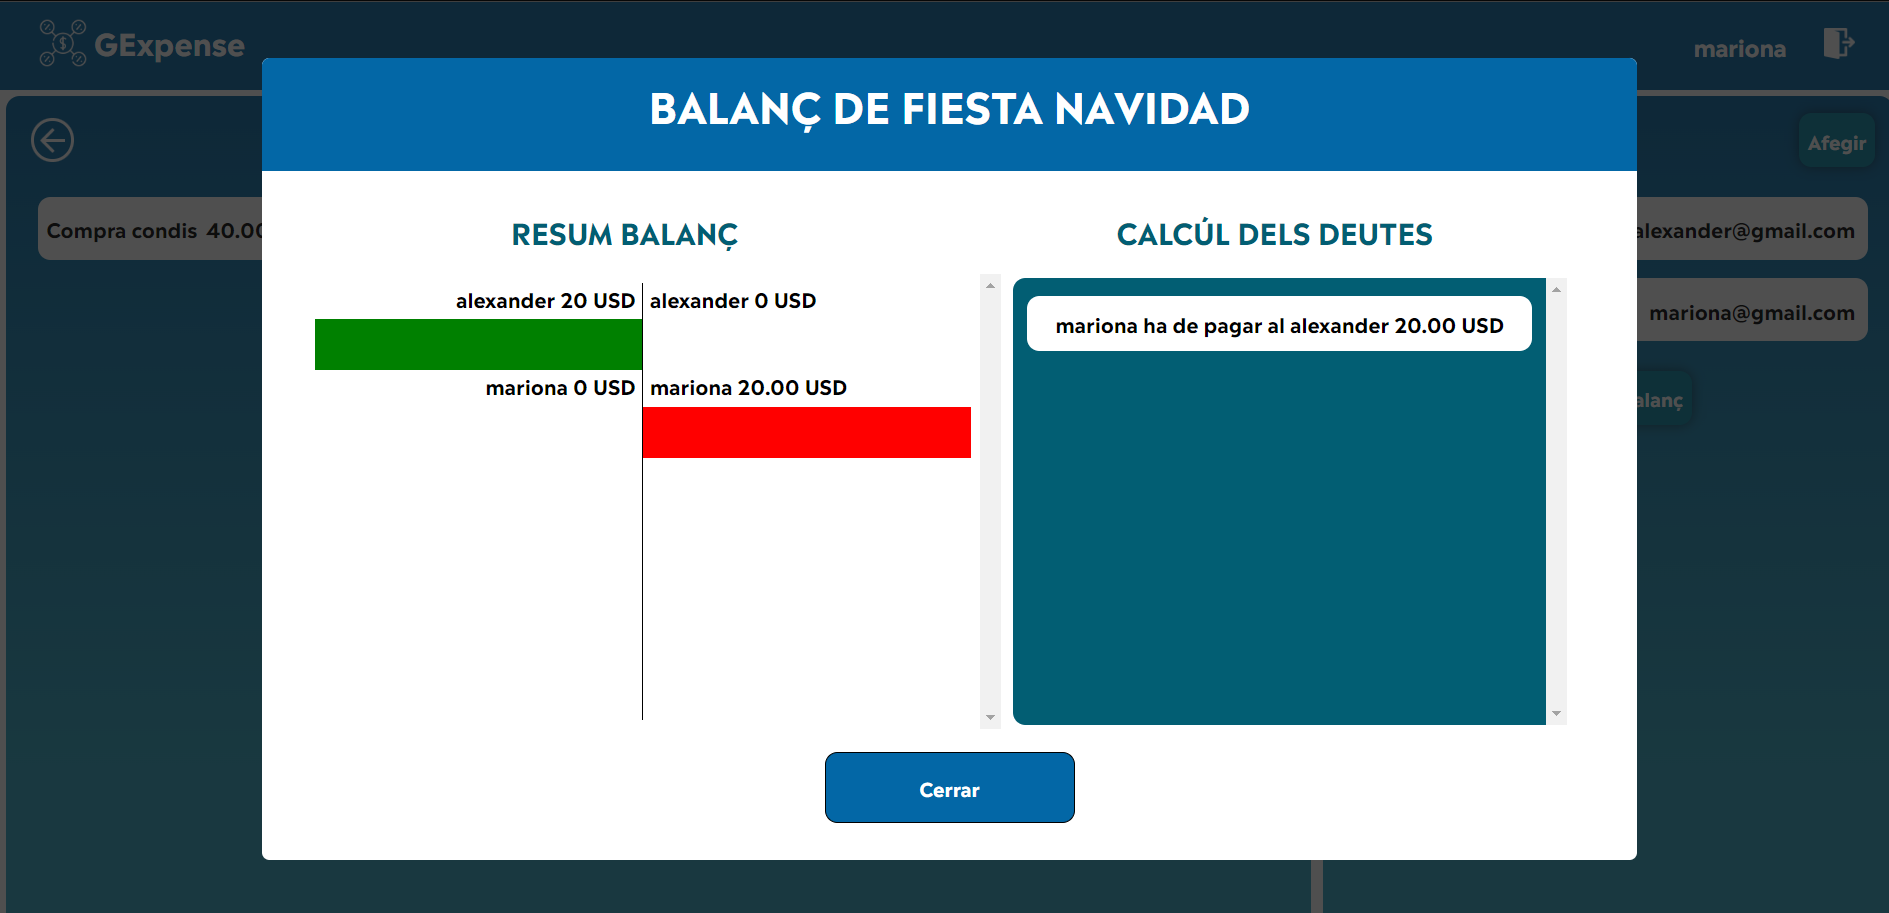 GExpense
mariona
BALANÇ DE FIESTA NAVIDAD
Afegir
Compra condis 40.00
alexander@gmail.com
mariona@gmail.com
alanç
RESUM BALANÇ
alexander 20 USD alexander 0 USD
mariona 0 USD mariona 20.00 USD
CALCÚL DELS DEUTES
mariona ha de pagar al alexander 20.00 USD
Cerrar